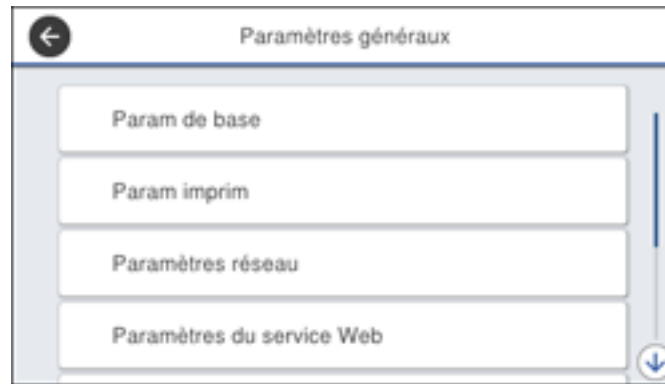 Paramètres généraux
Param de base
Param imprim
Paramètres réseau
Paramètres du service Web